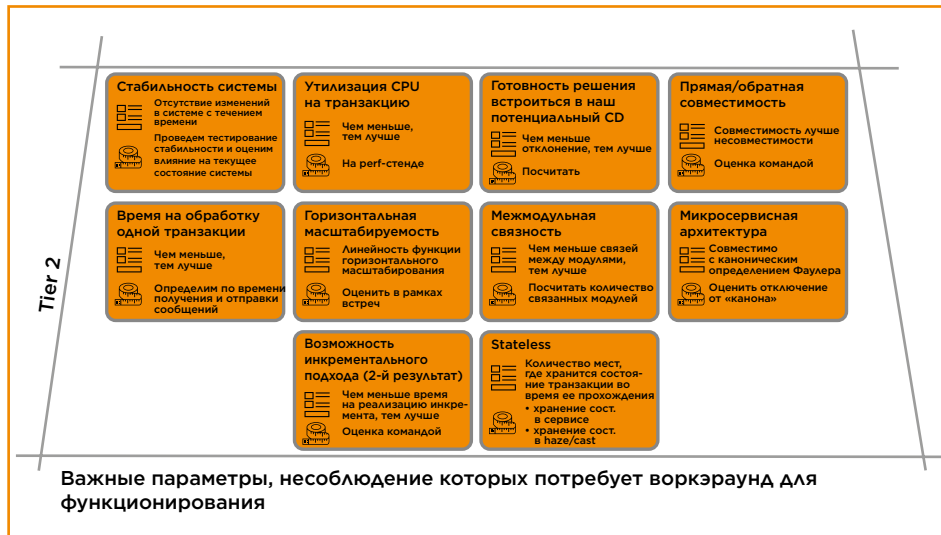 Tier 2
Стабильность системы
Отсутствие изменений
в системе с течением
времени
Проведем тестирование
стабильности и оценим
влияние на текущее
состояние системы
Утилизация CPU
на транзакцию
Чем меньше,
тем лучше
На perf-стенде
Готовность решения
встроиться в наш
потенциальный CD
Чем меньше
отклонение, тем лучше
Посчитать
Прямая/обратная
совместимость
Совместимость лучше
несовместимости
Оценка командой
Время на обработку
одной транзакции
Чем меньше,
тем лучше
Определим по времени
получения и отправки
сообщений
Горизонтальная
масштабируемость
Линейность функции
горизонтального
масштабирования
Оценить в рамках
встреч
Межмодульная
связность
Чем меньше связей
между модулями,
тем лучше
Посчитать количество
связанных модулей
Микросервисная
архитектура
Совместимо
с каноническим
определением Фаулера
Оценить отключение
от «канона»
Возможность
инкрементального
подхода (2-й результат)
Чем меньше время
на реализацию инкре-
мента, тем лучше
Оценка командой
Stateless
Количество мест,
где хранится состоя-
ние транзакции во
время ее прохождения
• хранение сост.
в сервисе
• хранение сост.
в haze/cast
Важные параметры, несоблюдение которых потребует воркэраунд для
функционирования